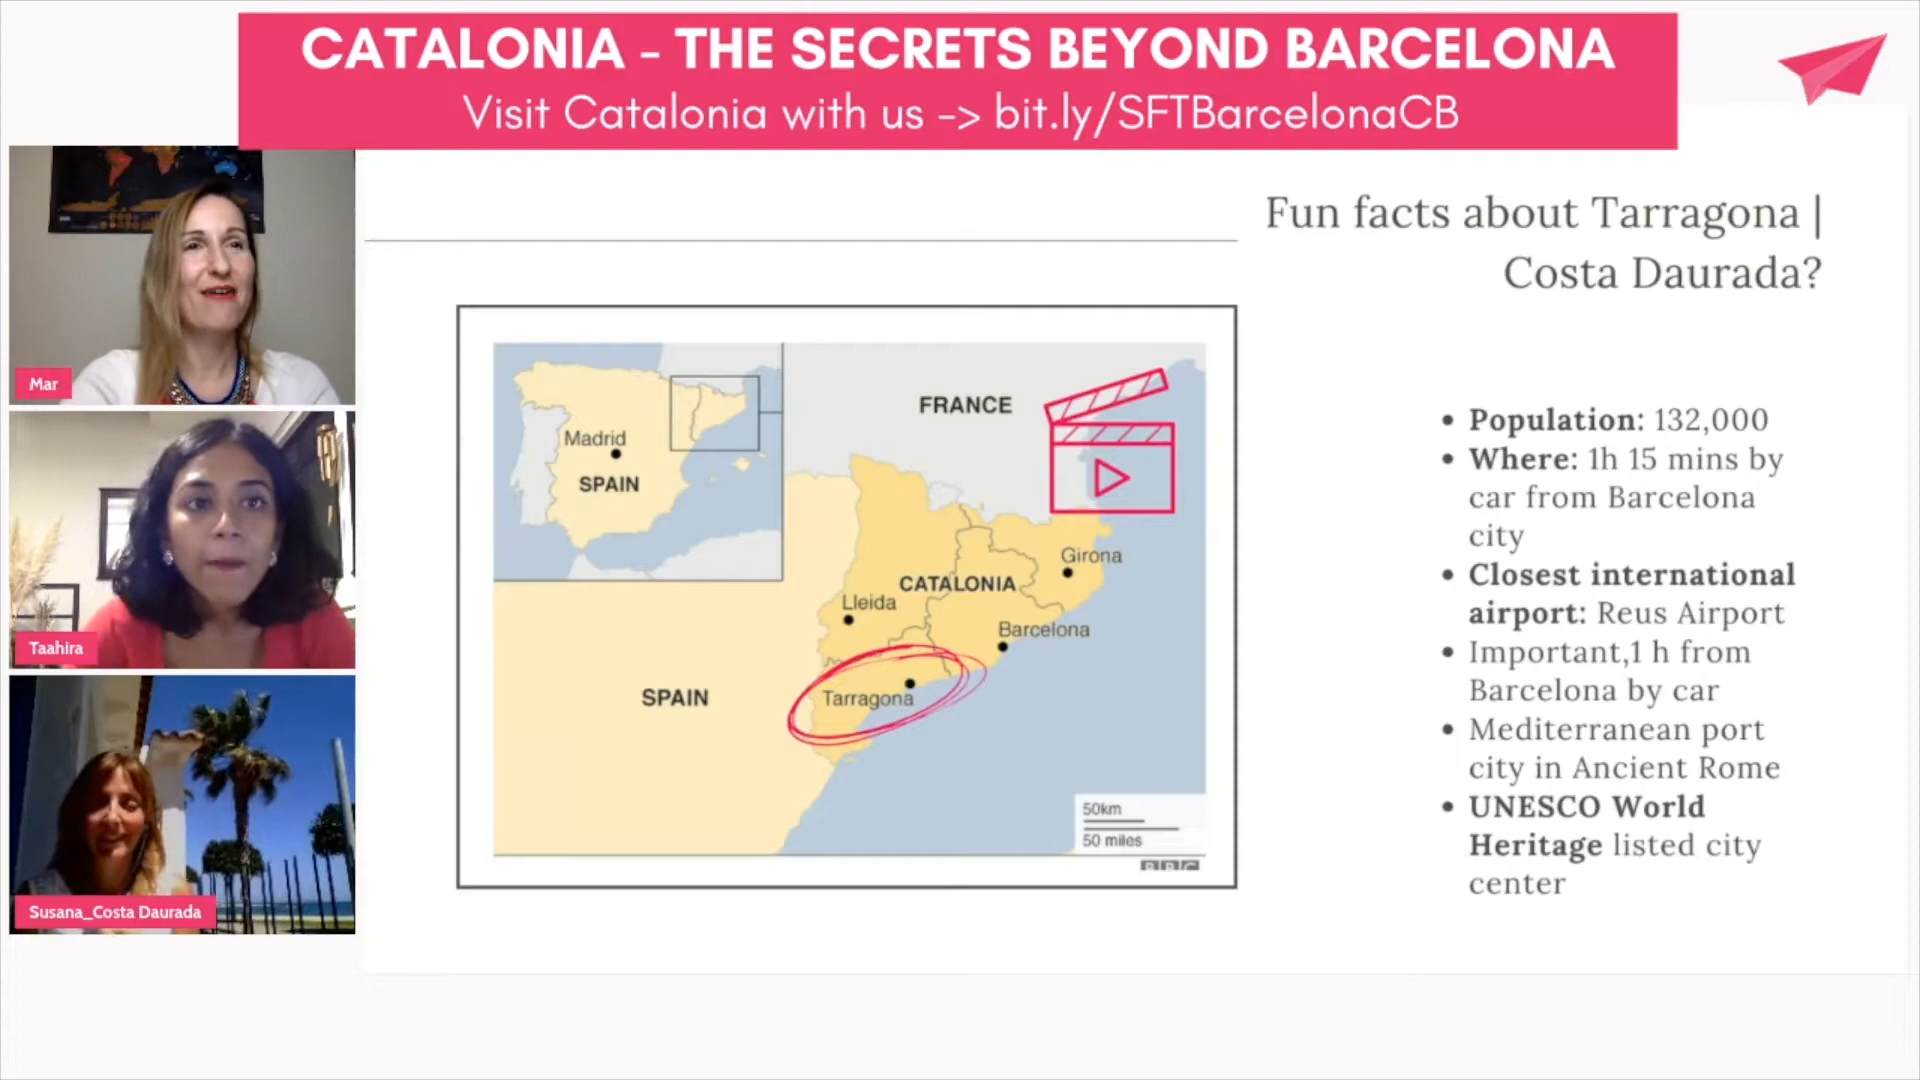 CATALONIA - THE SECRETS BEYOND BARCELONA
Visit Catalonia with us -> bit.ly/SFTBarcelonaCB
Mar
Taahira
Susana_Costa Daurada
Fun facts about Tarragona |
Costa Daurada?
Madrid
SPAIN
FRANCE
Girona
CATALONIA
Lleida
Barcelona
Tarragona
SPAIN
50km
50 miles
BBC
• Population: 132,000
• Where: 1h 15 mins by
car from Barcelona
city
• Closest international
airport: Reus Airport
• Important,1 h from
Barcelona by car
• Mediterranean port
city in Ancient Rome
• UNESCO World
Heritage listed city
center